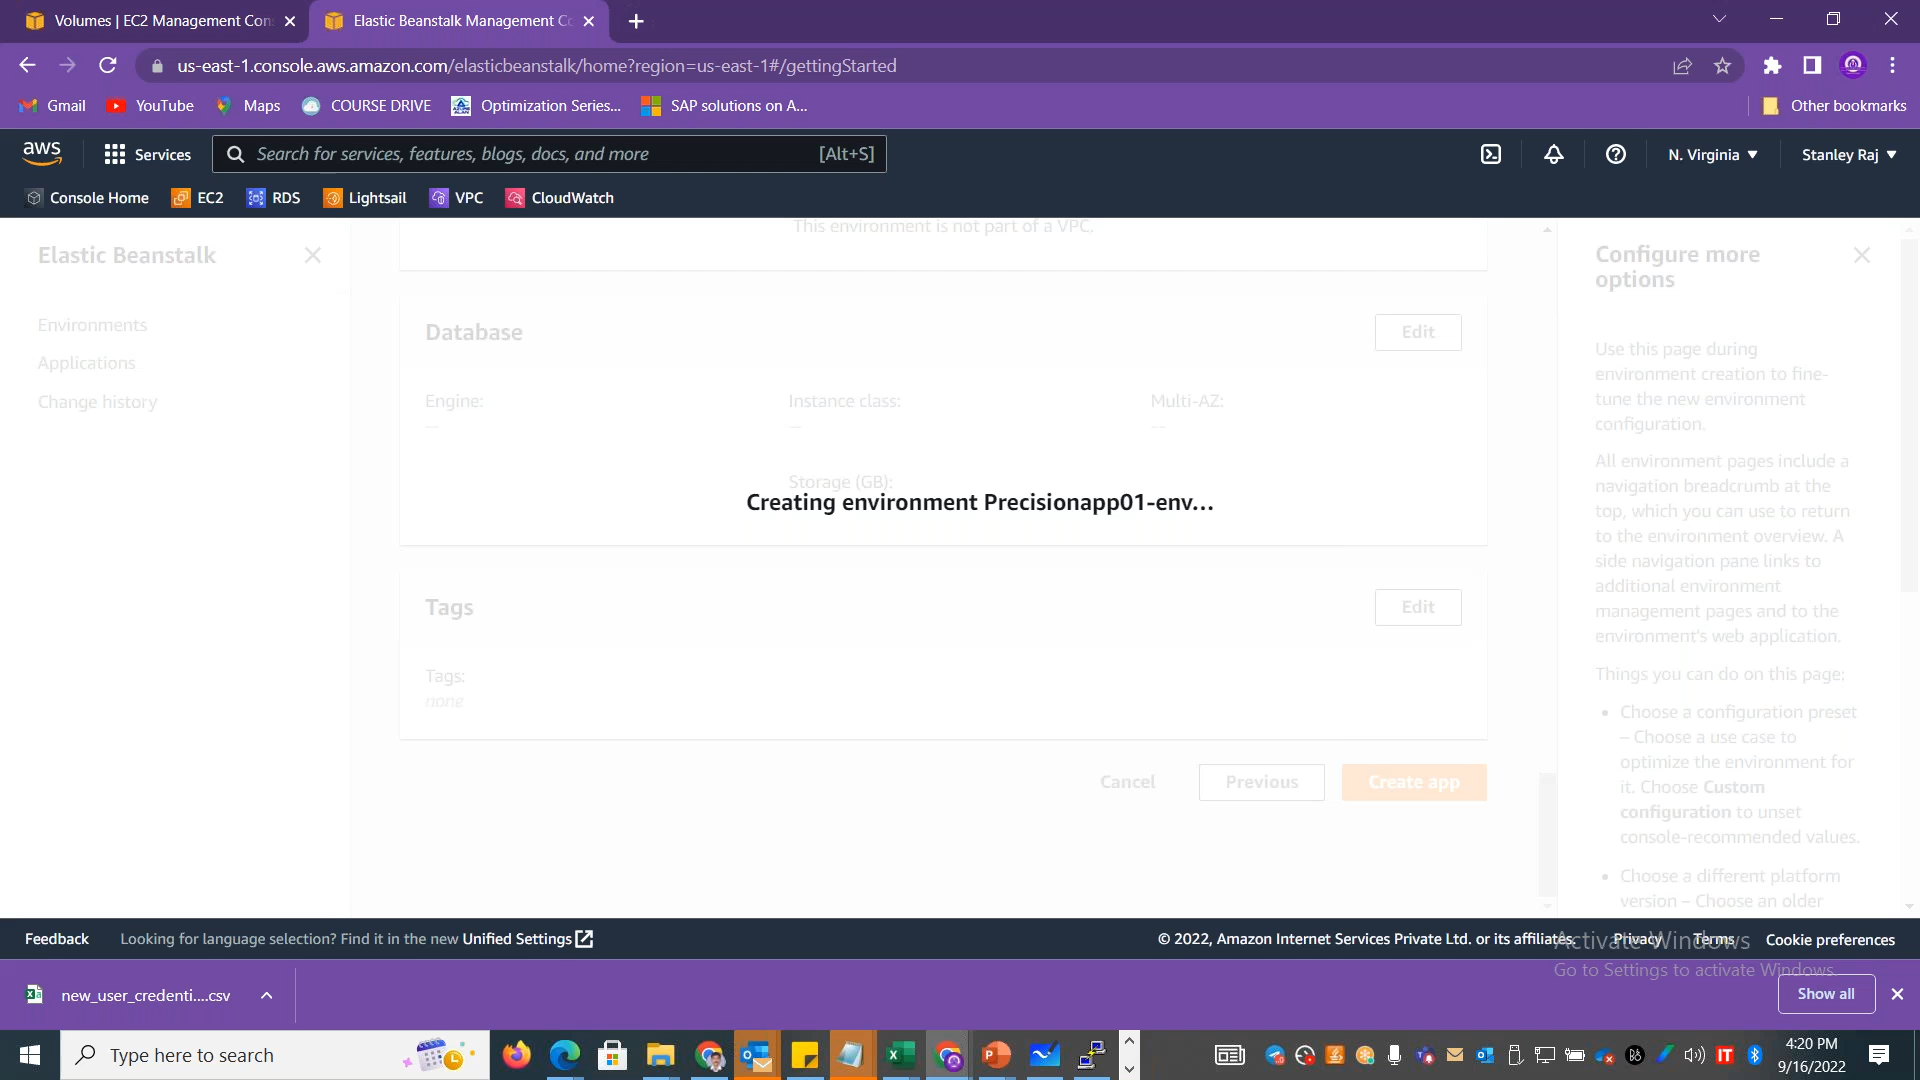 Volumes | EC2 Management Con
Elastic Beanstalk Management Co
us-east-1.console.aws.amazon.com/elasticbeanstalk/home?region=us-east-1#/gettingStarted
Gmail
YouTube
Maps
COURSE DRIVE
Optimization Series...
SAP solutions on A...
Other bookmarks
aws
Services
Search for services, features, blogs, docs, and more
[Alt+S]
N. Virginia
Stanley Raj
Console Home
EC2
RDS
Lightsail
VPC
CloudWatch
Elastic Beanstalk
Environments
Applications
Change history
This environment is not part of a VPC.
Database
Edit
Engine:
--
Instance class:
--
Multi-AZ:
--
Storage (GB):
Creating environment Precisionapp01-env...
Tags
Edit
Tags:
none
Cancel
Previous
Create app
Configure more
options
Use this page during
environment creation to fine-
tune the new environment
configuration.
All environment pages include a
navigation breadcrumb at the
top, which you can use to return
to the environment overview. A
side navigation pane links to
additional environment
management pages and to the
environment's web application.
Things you can do on this page:
• Choose a configuration preset
– Choose a use case to
optimize the environment for
it. Choose Custom
configuration to unset
console-recommended values.
• Choose a different platform
version – Choose an older
Feedback
Looking for language selection? Find it in the new Unified Settings
© 2022, Amazon Internet Services Private Ltd. or its affiliates.
Privacy
Terms
Cookie preferences
Activate Windows
Go to Settings to activate Windows.
new_user_credenti....csv
Show all
Type here to search
4:20 PM
9/16/2022